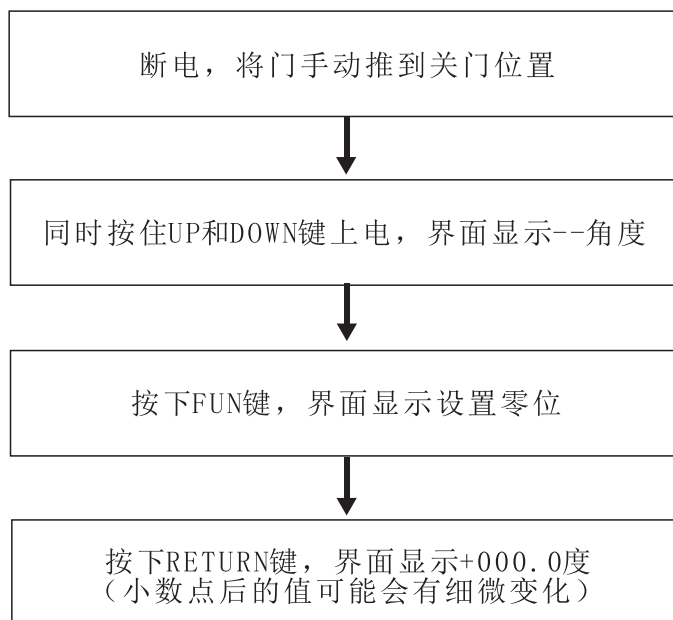 断电，将门手动推到关门位置
同时按住UP和DOWN键上电，界面显示--角度
按下FUN键，界面显示设置零位
按下RETURN键，界面显示+000.0度
（小数点后的值可能会有细微变化）